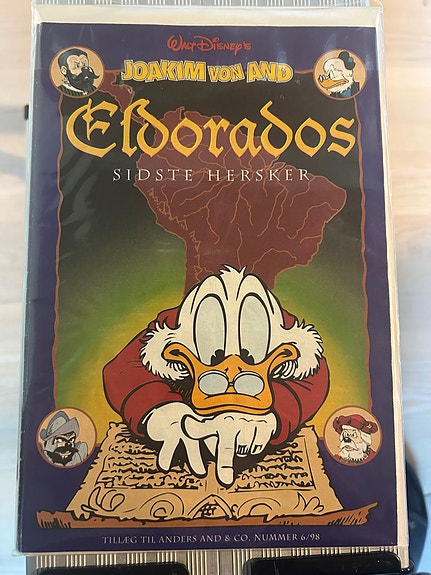 WALT DISNEY'S
JOAKIM VON AND
Eldorados
SIDSTE HERSKER
TILLÆG TIL ANDERS AND & CO. NUMMER 6/98